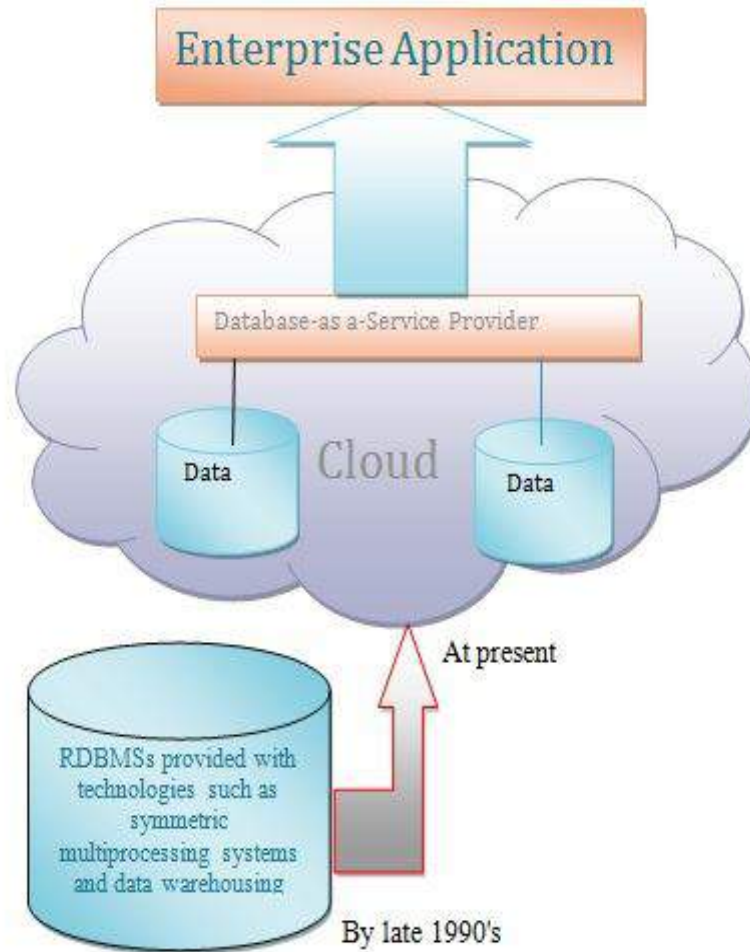 Enterprise Application
Database-as a-Service Provider
Cloud
Data
Data
At present
RDBMSs provided with
technologies such as
symmetric
multiprocessing systems
and data warehousing
By late 1990's